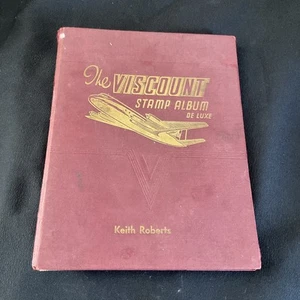 The VISCOUNT
STAMP ALBUM
DE LUXE
V
Keith Roberts